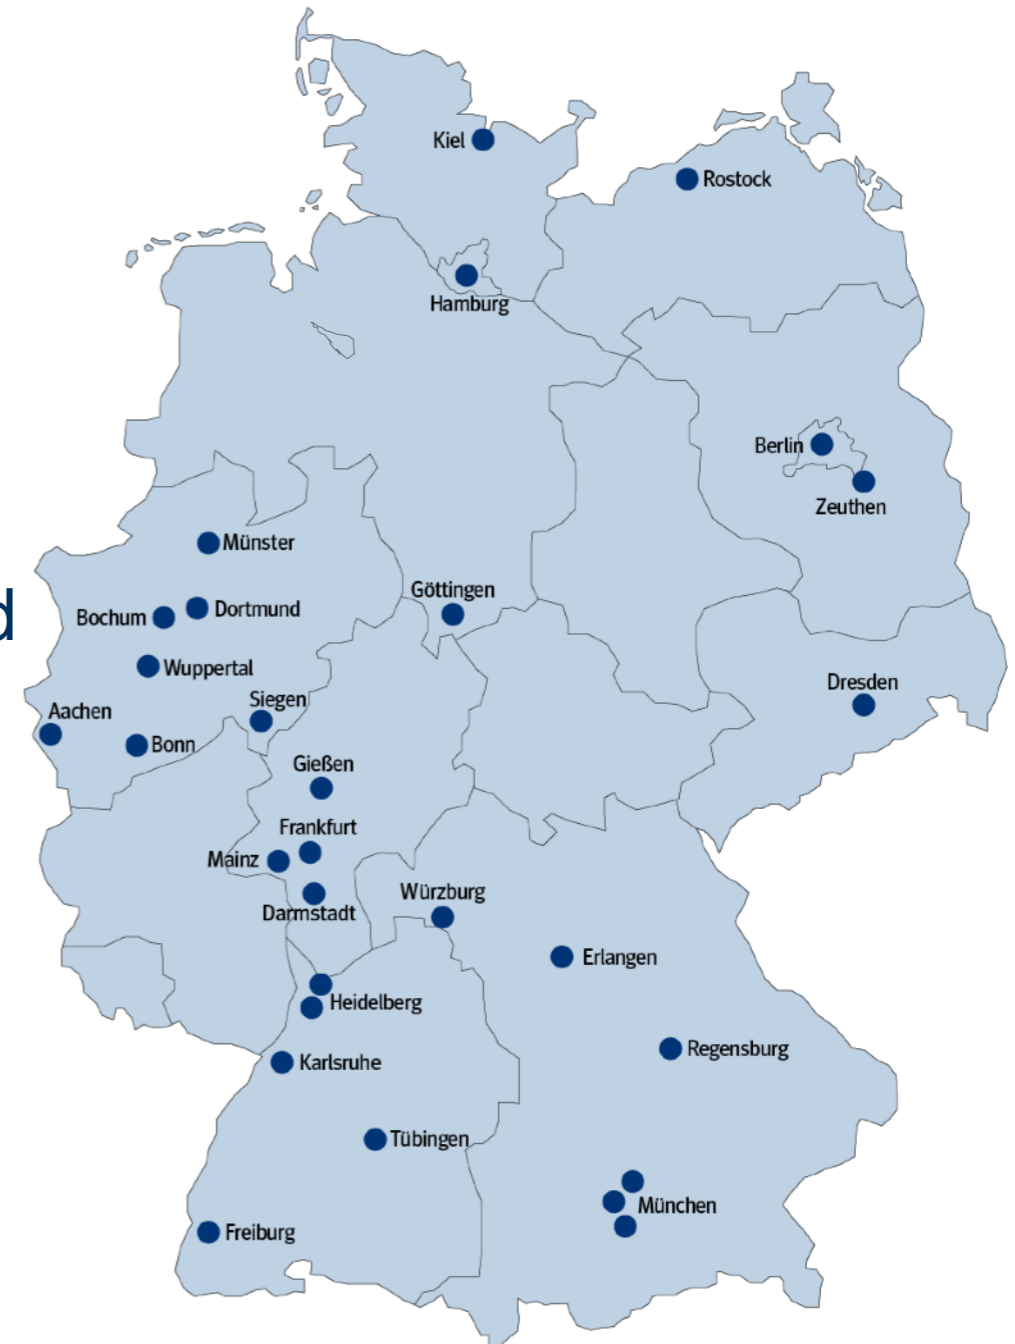 Kiel
Rostock
Hamburg
Berlin
Zeuthen
Münster
Göttingen
d
Bochum
Dortmund
Wuppertal
Siegen
Dresden
Aachen
Bonn
Gießen
Frankfurt
Mainz
Würzburg
Darmstadt
Erlangen
Heidelberg
Regensburg
Karlsruhe
Tübingen
München
Freiburg